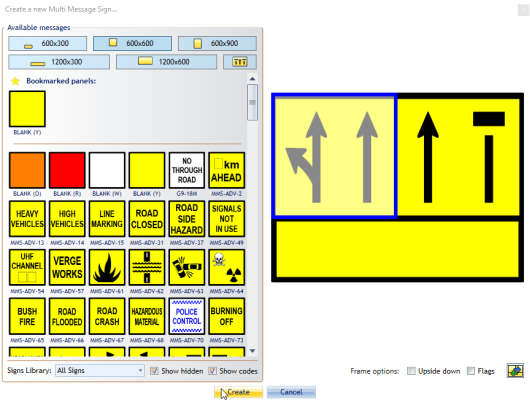 Create a new Multi Message Sign...
Available messages
600x300
600x600
600x900
1200x300
1200x600
Bookmarked panels:
BLANK (Y)
BLANK (O)
BLANK (R)
BLANK (W)
BLANK (Y)
NO
THROUGH
ROAD
G9-18M
km
AHEAD
MMS-ADV-2
HEAVY
VEHICLES
MMS-ADV-13
HIGH
VEHICLES
MMS-ADV-14
LINE
MARKING
MMS-ADV-15
ROAD
CLOSED
MMS-ADV-31
ROAD
SIDE
HAZARD
MMS-ADV-37
SIGNALS
NOT
IN USE
MMS-ADV-49
UHF
CHANNEL
MMS-ADV-54
VERGE
WORKS
MMS-ADV-57
MMS-ADV-61
MMS-ADV-62
MMS-ADV-63
MMS-ADV-64
BUSH
FIRE
MMS-ADV-65
ROAD
FLOODED
MMS-ADV-66
ROAD
CRASH
MMS-ADV-67
HAZARDOUS
MATERIAL
MMS-ADV-68
POLICE
CONTROL
MMS-ADV-70
BURNING
OFF
MMS-ADV-73
Signs Library: All Signs
Show hidden
Show codes
Frame options:
Upside down
Flags
Create
Cancel